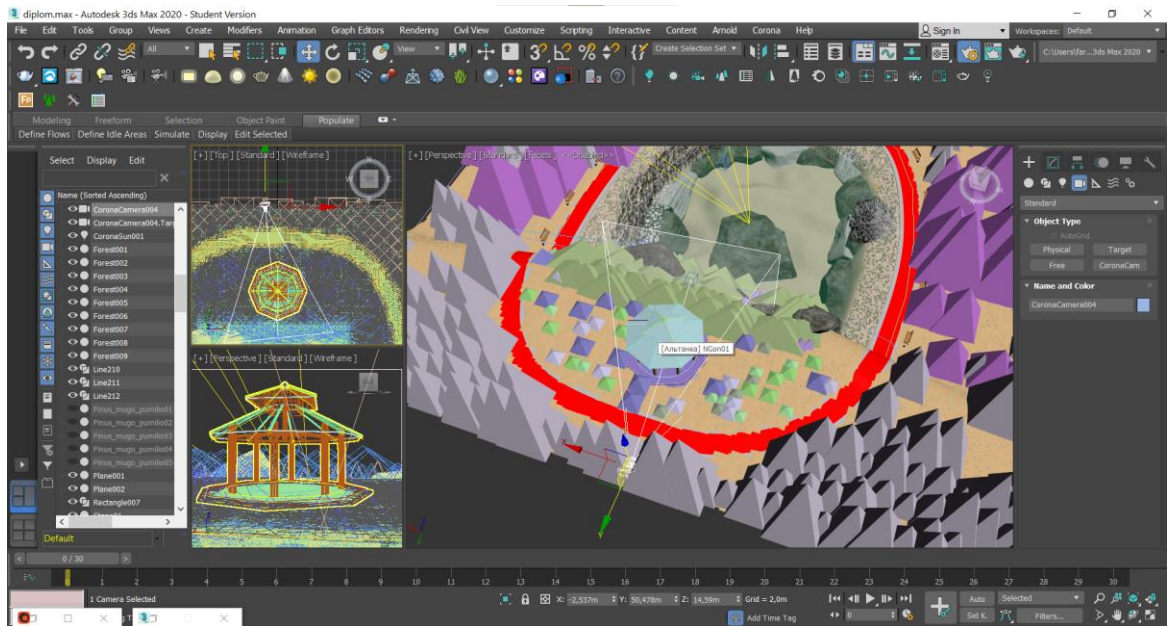 diplom.max - Autodesk 3ds Max 2020 - Student Version
File Edit Tools Group Views Create Modifiers Animation Graph Editors Rendering Civil View Customize Scripting Interactive Content Arnold Corona Help
Sign In
Workspaces: Default
All
View
Create Selection Set
C:\Users\far...3ds Max 2020
Modeling Freeform Selection Object Paint Populate
Define Flows Define Idle Areas Simulate Display Edit Selected
Select Display Edit
Name (Sorted Ascending)
CoronaCamera004
CoronaCamera004.Tar
CoronaSun001
Forest001
Forest002
Forest003
Forest004
Forest005
Forest006
Forest007
Forest008
Forest009
Line210
Line211
Line212
Pinus_mugo_pumilio01
Pinus_mugo_pumilio02
Pinus_mugo_pumilio03
Pinus_mugo_pumilio04
Pinus_mugo_pumilio05
Plane001
Plane002
Rectangle007
Default
[+] [Top ] [Standard ] [Wireframe ]
[+] [Perspective ] [Standard ] [Wireframe ]
[+] [Perspective ] [Standard ] [Facets ] <<Disabled>>
[Альтанка] NGon01
Standard
Object Type
AutoGrid
Physical Target
Free CoronaCam
Name and Color
CoronaCamera004
0 / 30
0 1 2 3 4 5 6 7 8 9 10 11 12 13 14 15 16 17 18 19 20 21 22 23 24 25 26 27 28 29 30
1 Camera Selected
X: -2,537m Y: 50,478m Z: 14,59m Grid = 2,0m
Add Time Tag
0
Auto Selected
Set K. Filters...